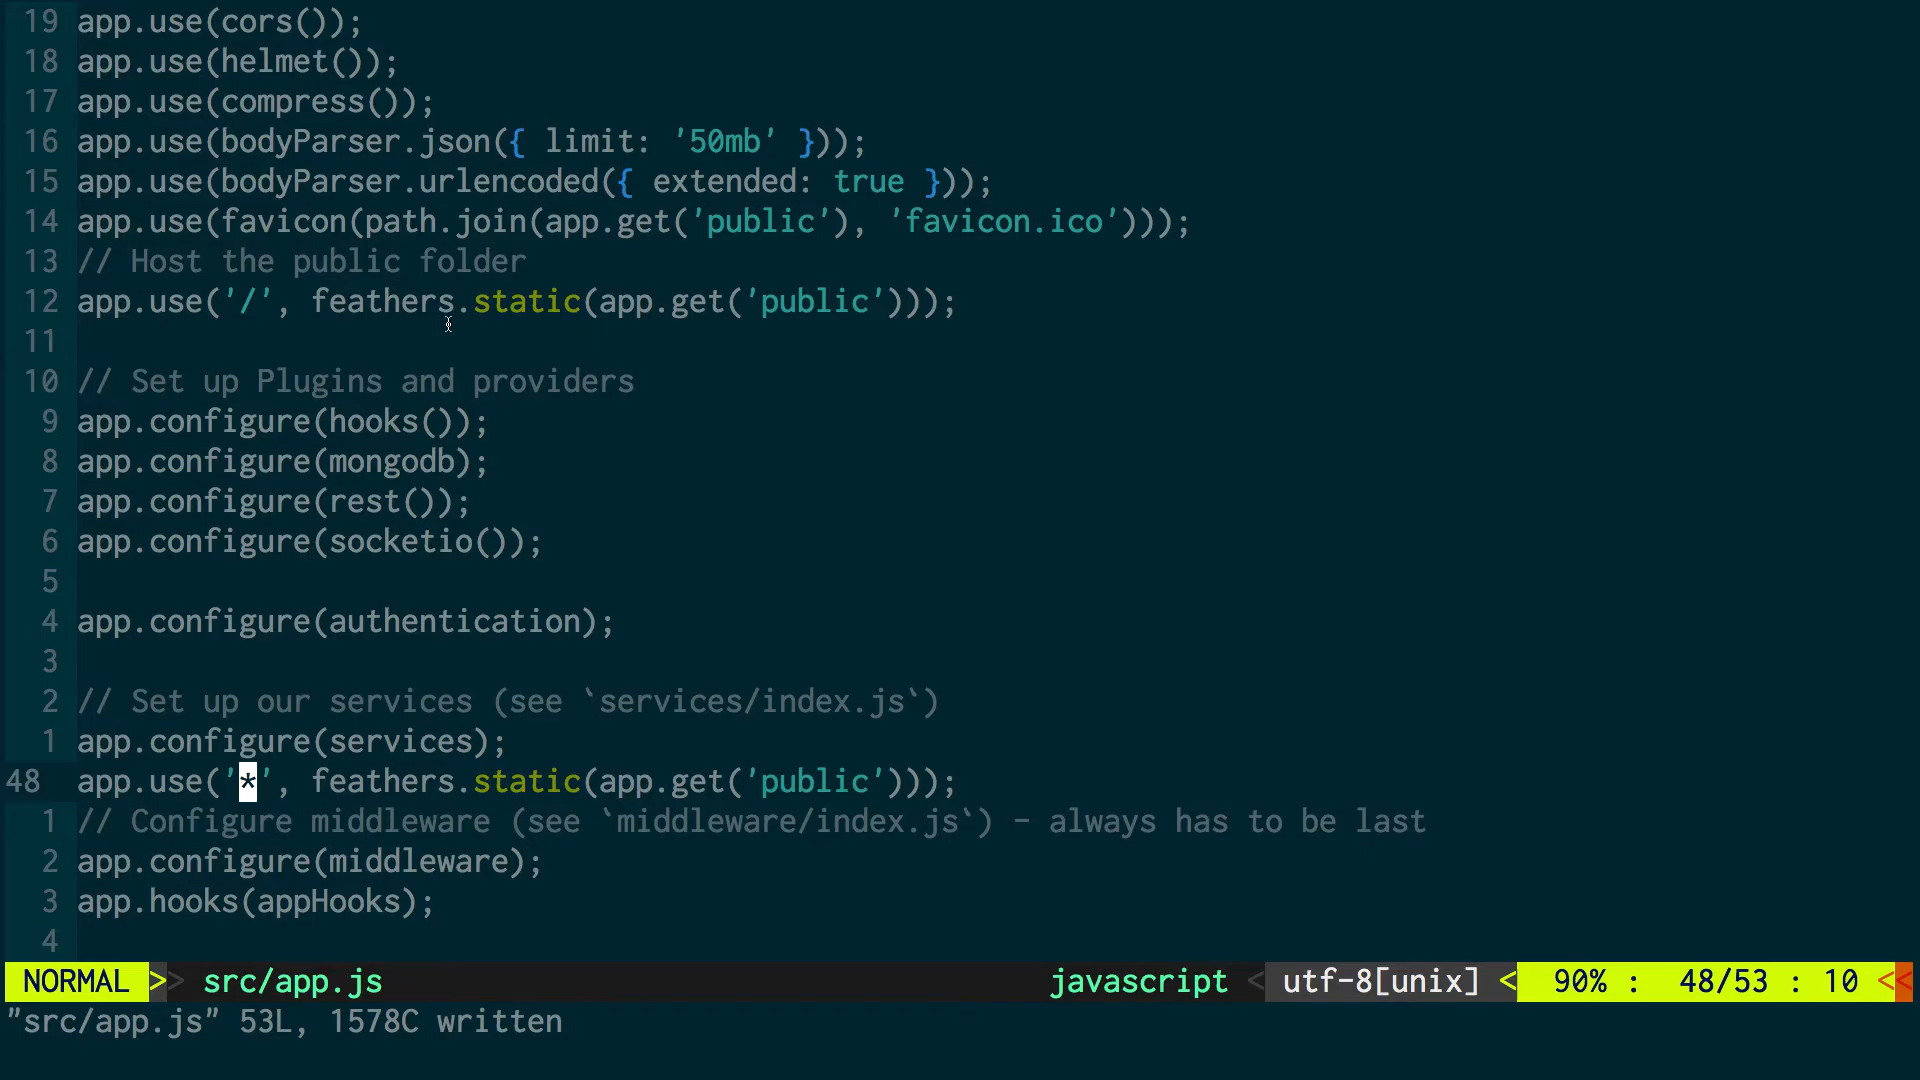 19 app.use(cors());
18 app.use(helmet());
17 app.use(compress());
16 app.use(bodyParser.json({ limit: '50mb' }));
15 app.use(bodyParser.urlencoded({ extended: true }));
14 app.use(favicon(path.join(app.get('public'), 'favicon.ico')));
13 // Host the public folder
12 app.use('/', feathers.static(app.get('public')));
11
10 // Set up Plugins and providers
9 app.configure(hooks());
8 app.configure(mongodb);
7 app.configure(rest());
6 app.configure(socketio());
5
4 app.configure(authentication);
3
2 // Set up our services (see `services/index.js`)
1 app.configure(services);
48 app.use('*', feathers.static(app.get('public')));
1 // Configure middleware (see `middleware/index.js`) - always has to be last
2 app.configure(middleware);
3 app.hooks(appHooks);
4
NORMAL >> src/app.js javascript < utf-8[unix] < 90% : 48/53 : 10 <<
"src/app.js" 53L, 1578C written